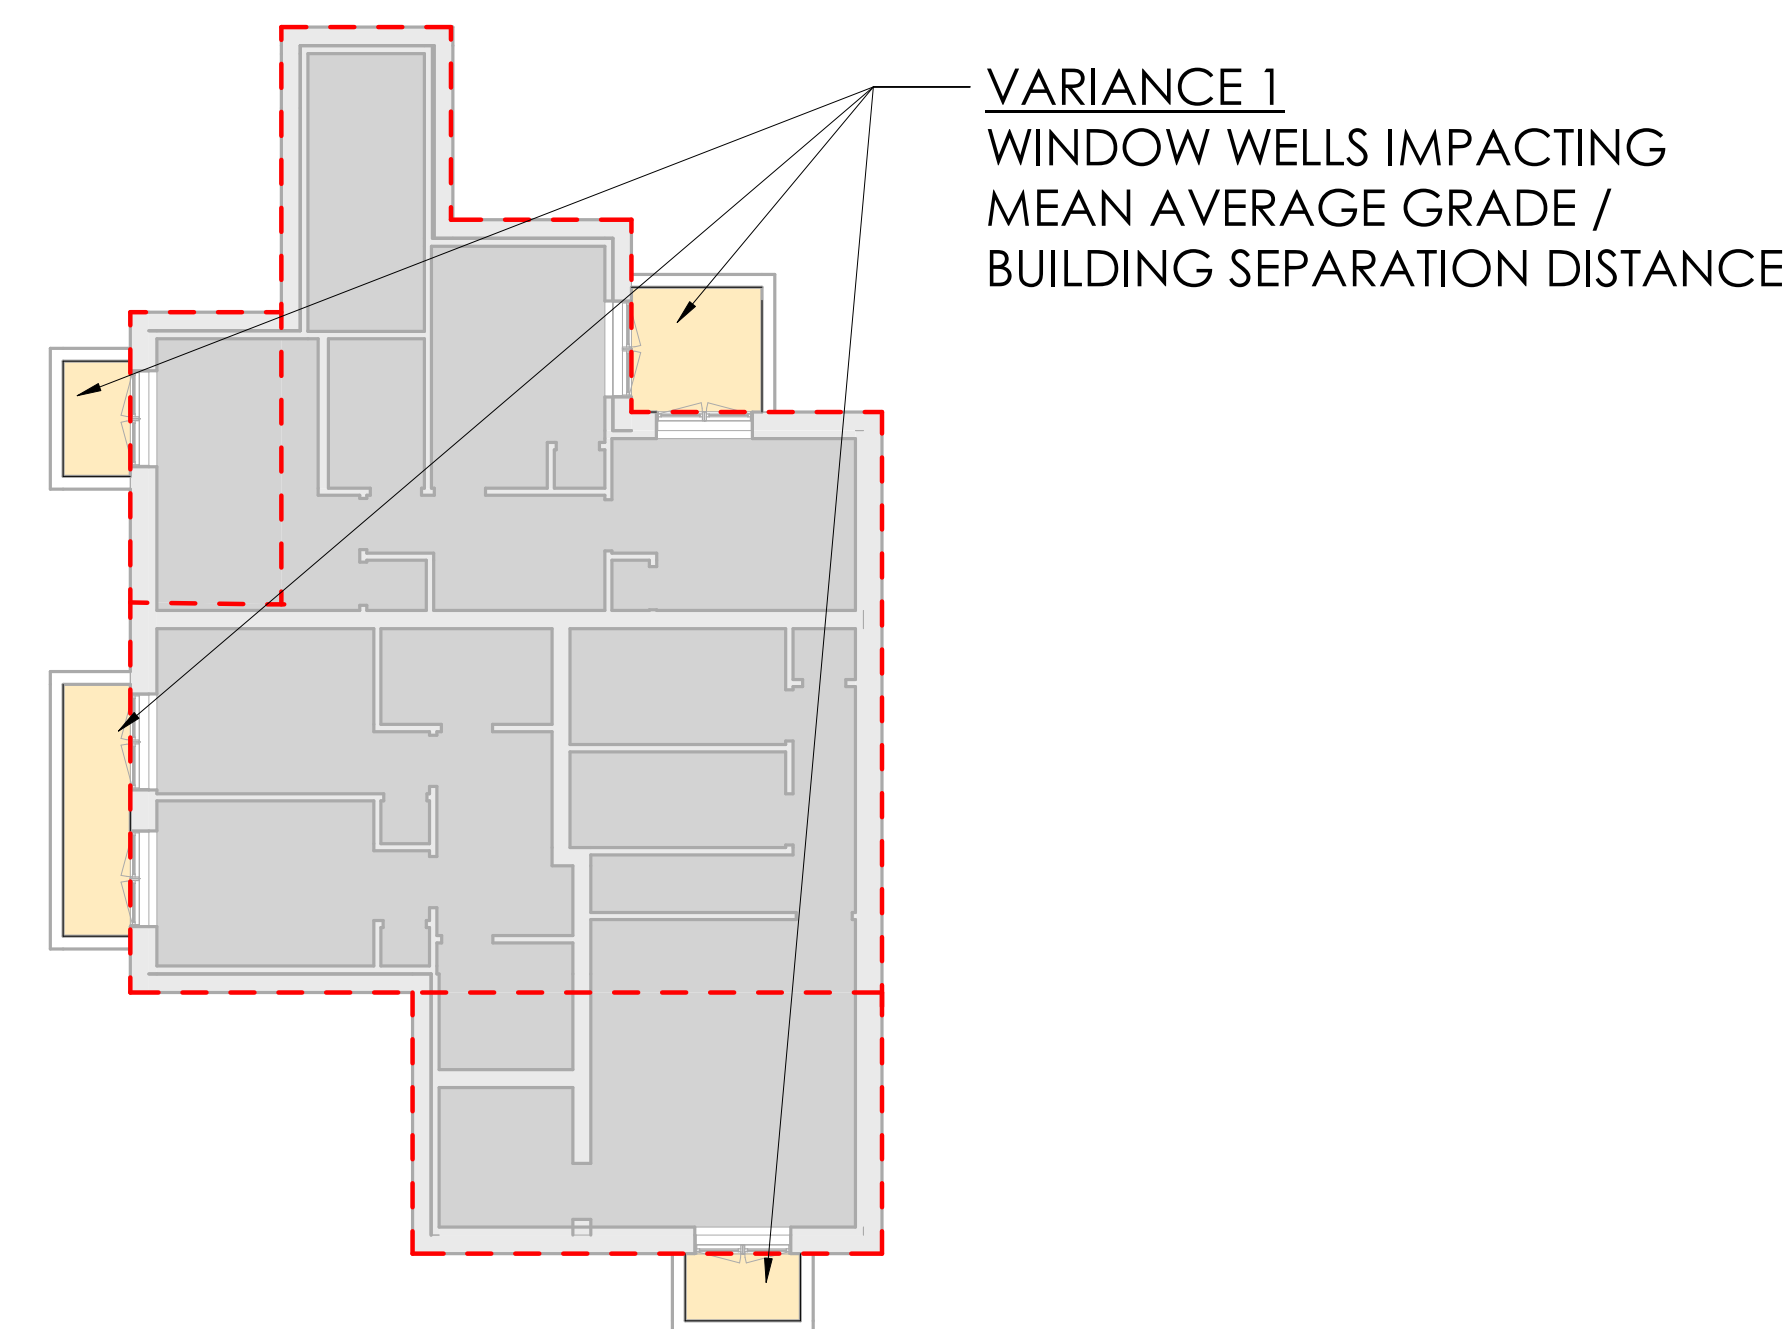 VARIANCE 1
WINDOW WELLS IMPACTING
MEAN AVERAGE GRADE /
BUILDING SEPARATION DISTANCE